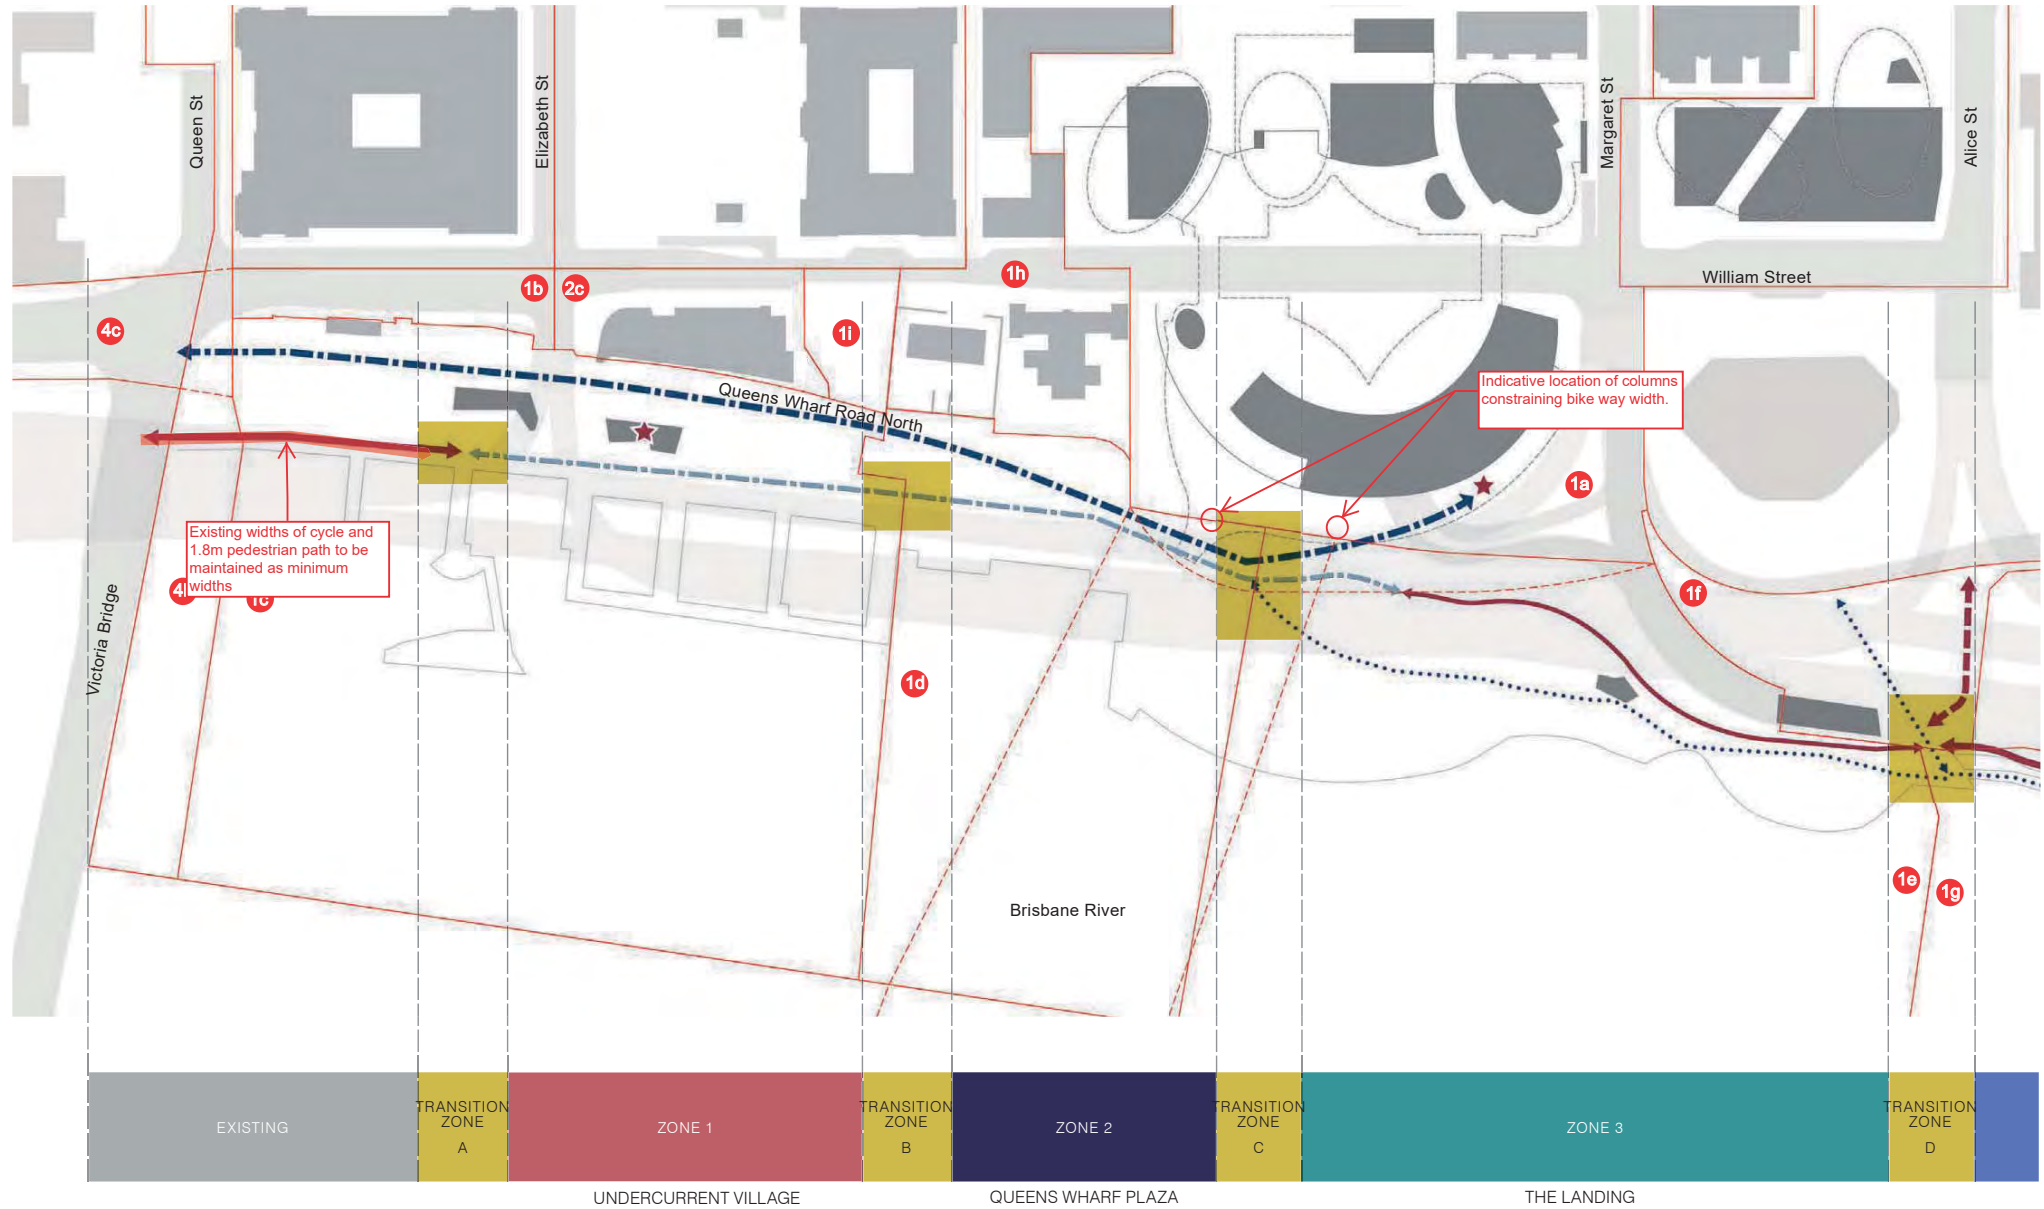 Queen St
Elizabeth St
Margaret St
Alice St
William Street
1b
2c
1h
4c
1i
Queens Wharf Road North
Indicative location of columns
constraining bike way width.
1a
Existing widths of cycle and
1.8m pedestrian path to be
maintained as minimum
widths
1c
1f
Victoria Bridge
1d
1e
1g
Brisbane River
EXISTING
TRANSITION
ZONE
A
ZONE 1
TRANSITION
ZONE
B
ZONE 2
TRANSITION
ZONE
C
ZONE 3
TRANSITION
ZONE
D
UNDERCURRENT VILLAGE
QUEENS WHARF PLAZA
THE LANDING